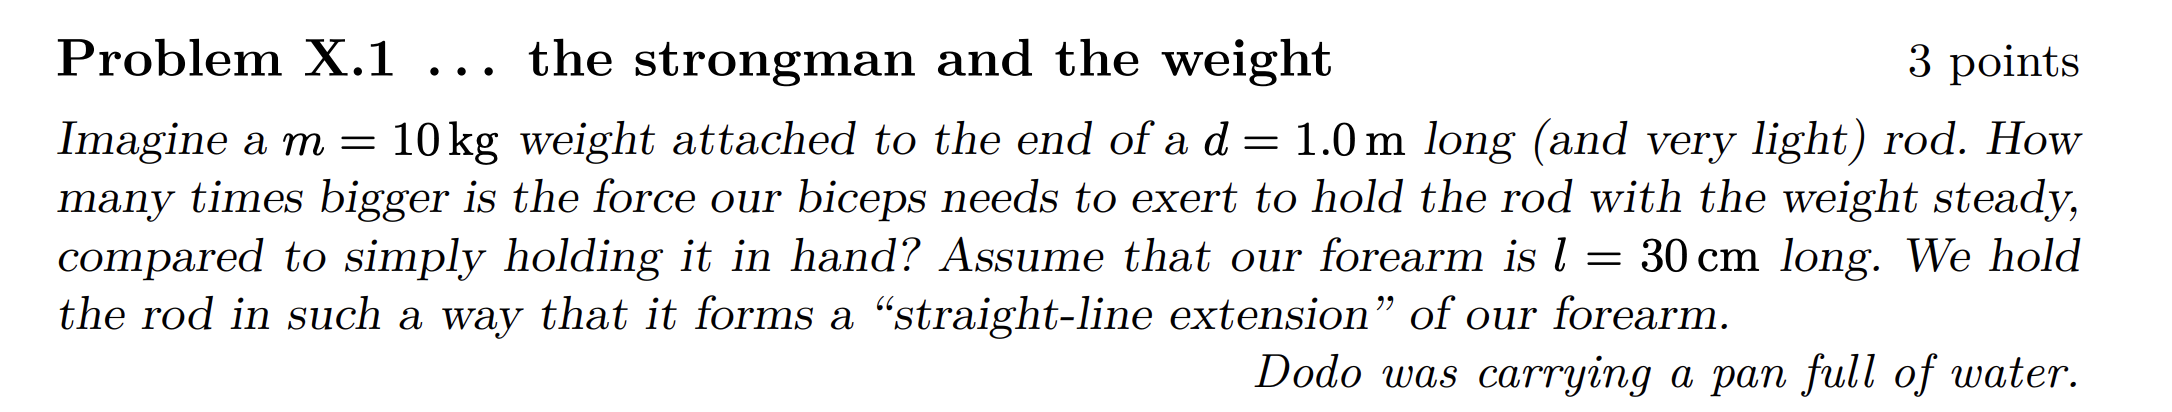 Problem X.1 ... the strongman and the weight 3 points
Imagine a m = 10 kg weight attached to the end of a d = 1.0 m long (and very light) rod. How
many times bigger is the force our biceps needs to exert to hold the rod with the weight steady,
compared to simply holding it in hand? Assume that our forearm is l = 30 cm long. We hold
the rod in such a way that it forms a “straight-line extension” of our forearm.
Dodo was carrying a pan full of water.